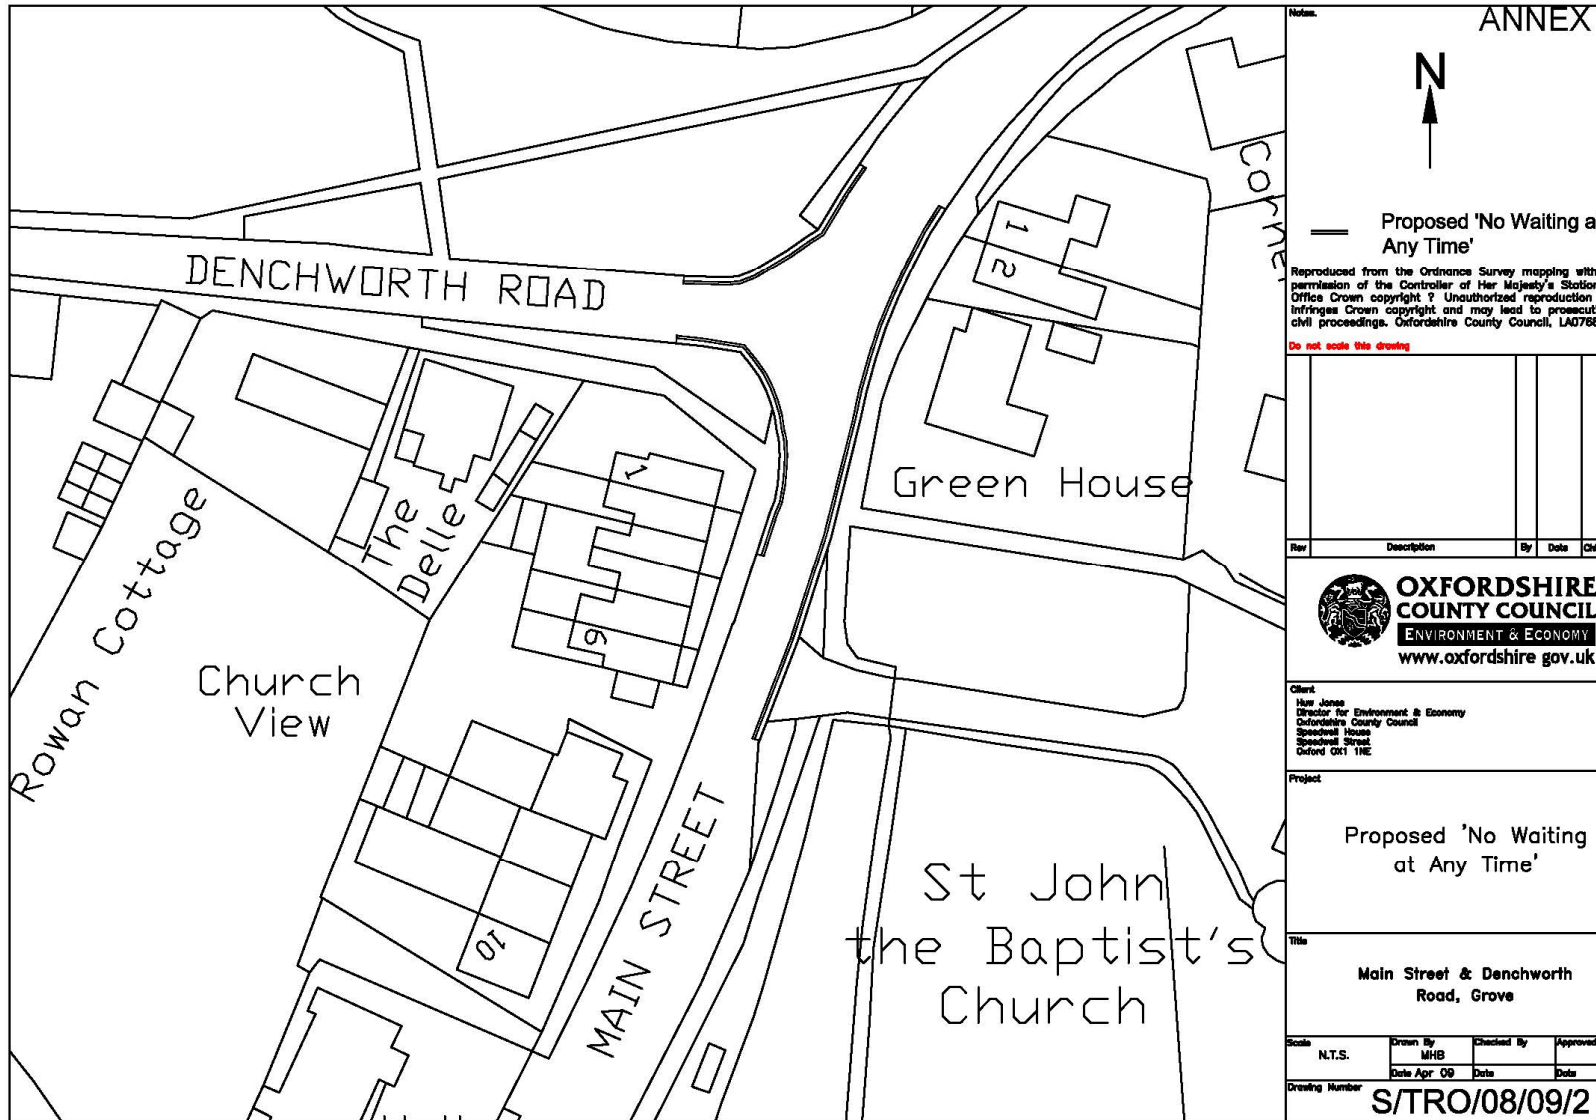 DENCHWORTH ROAD
Corne
1
2
Green House
The
Delle
1
6
Rowan Cottage
Church
View
10
MAIN STREET
St John
the Baptist's
Church
Notes.
ANNEX
N
Proposed 'No Waiting a
Any Time'
Reproduced from the Ordnance Survey mapping with
permission of the Controller of Her Majesty's Station
Office Crown copyright ? Unauthorized reproduction
infringes Crown copyright and may lead to prosecut
civil proceedings. Oxfordshire County Council, LA0768
Do not scale this drawing
Rev Description By Date Chk
OXFORDSHIRE
COUNTY COUNCIL
ENVIRONMENT & ECONOMY
www.oxfordshire gov.uk
Client
Huw Jones
Director for Environment & Economy
Oxfordshire County Council
Speedwell House
Speedwell Street
Oxford OX1 1NE
Project
Proposed 'No Waiting
at Any Time'
Title
Main Street & Denchworth
Road, Grove
Scale Drawn By Checked By Approved
N.T.S. MHB
Date Apr 09 Date Date
Drawing Number
S/TRO/08/09/2